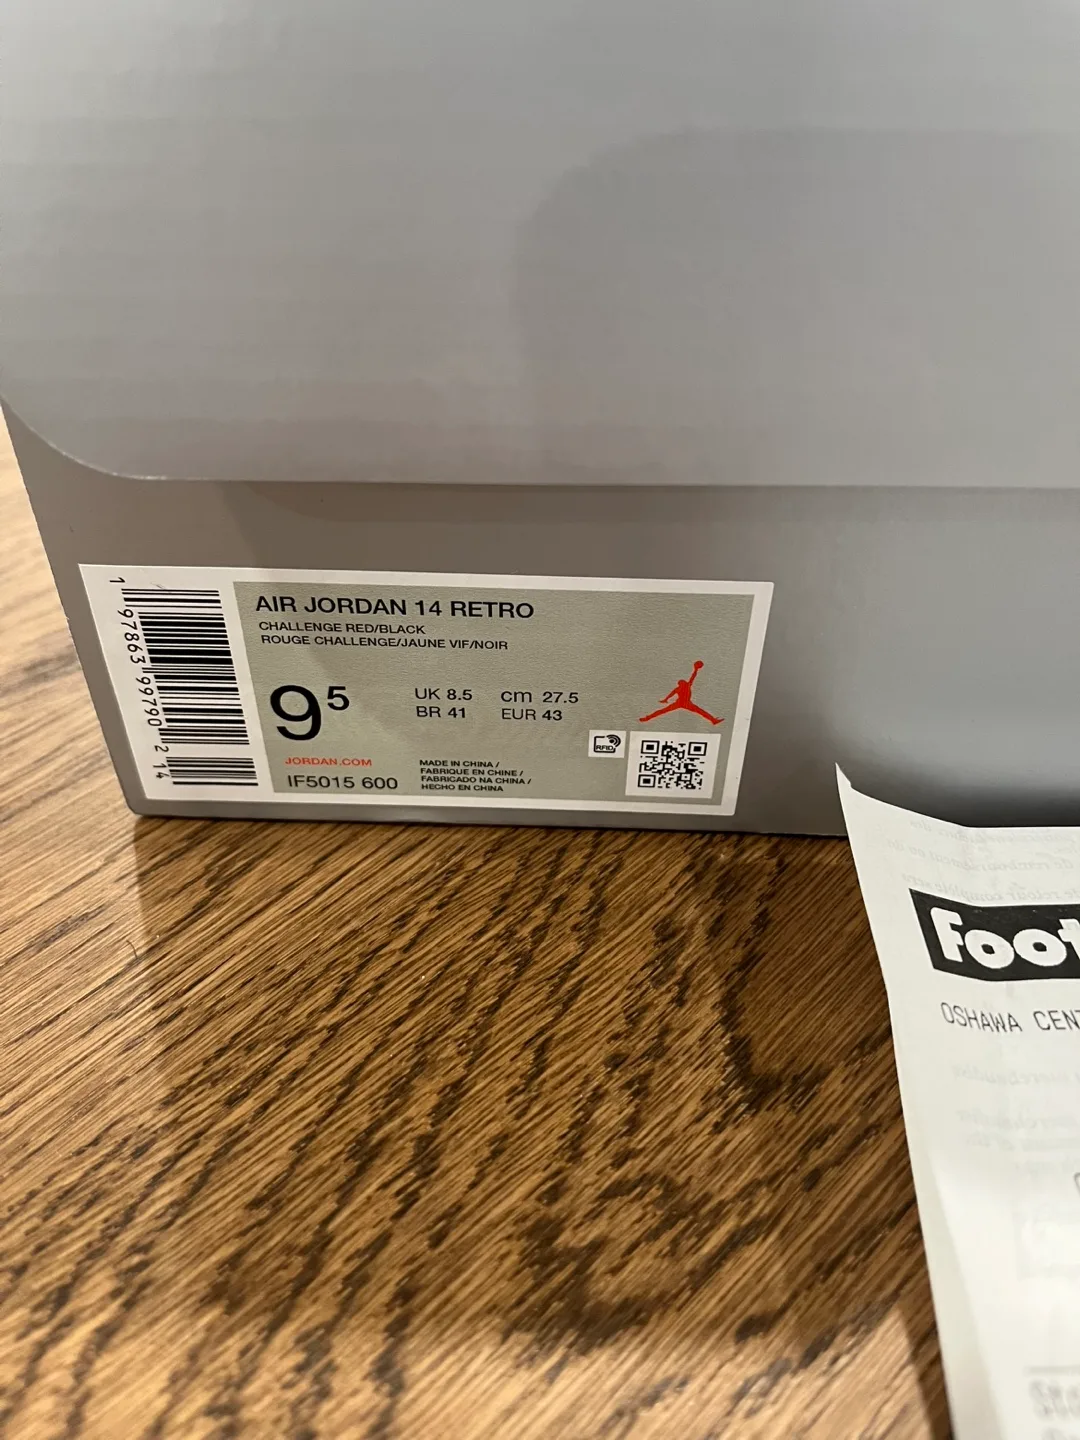 AIR JORDAN 14 RETRO
CHALLENGE RED/BLACK
ROUGE CHALLENGE/JAUNE VIF/NOIR
9 5
UK 8.5 cm 27.5
BR 41 EUR 43
JORDAN.COM
IF5015 600
MADE IN CHINA /
FABRIQUE EN CHINE /
FABRICADO NA CHINA /
HECHO EN CHINA
RFID
1 97863 99790 2 14
Foot
OSHAWA CEN